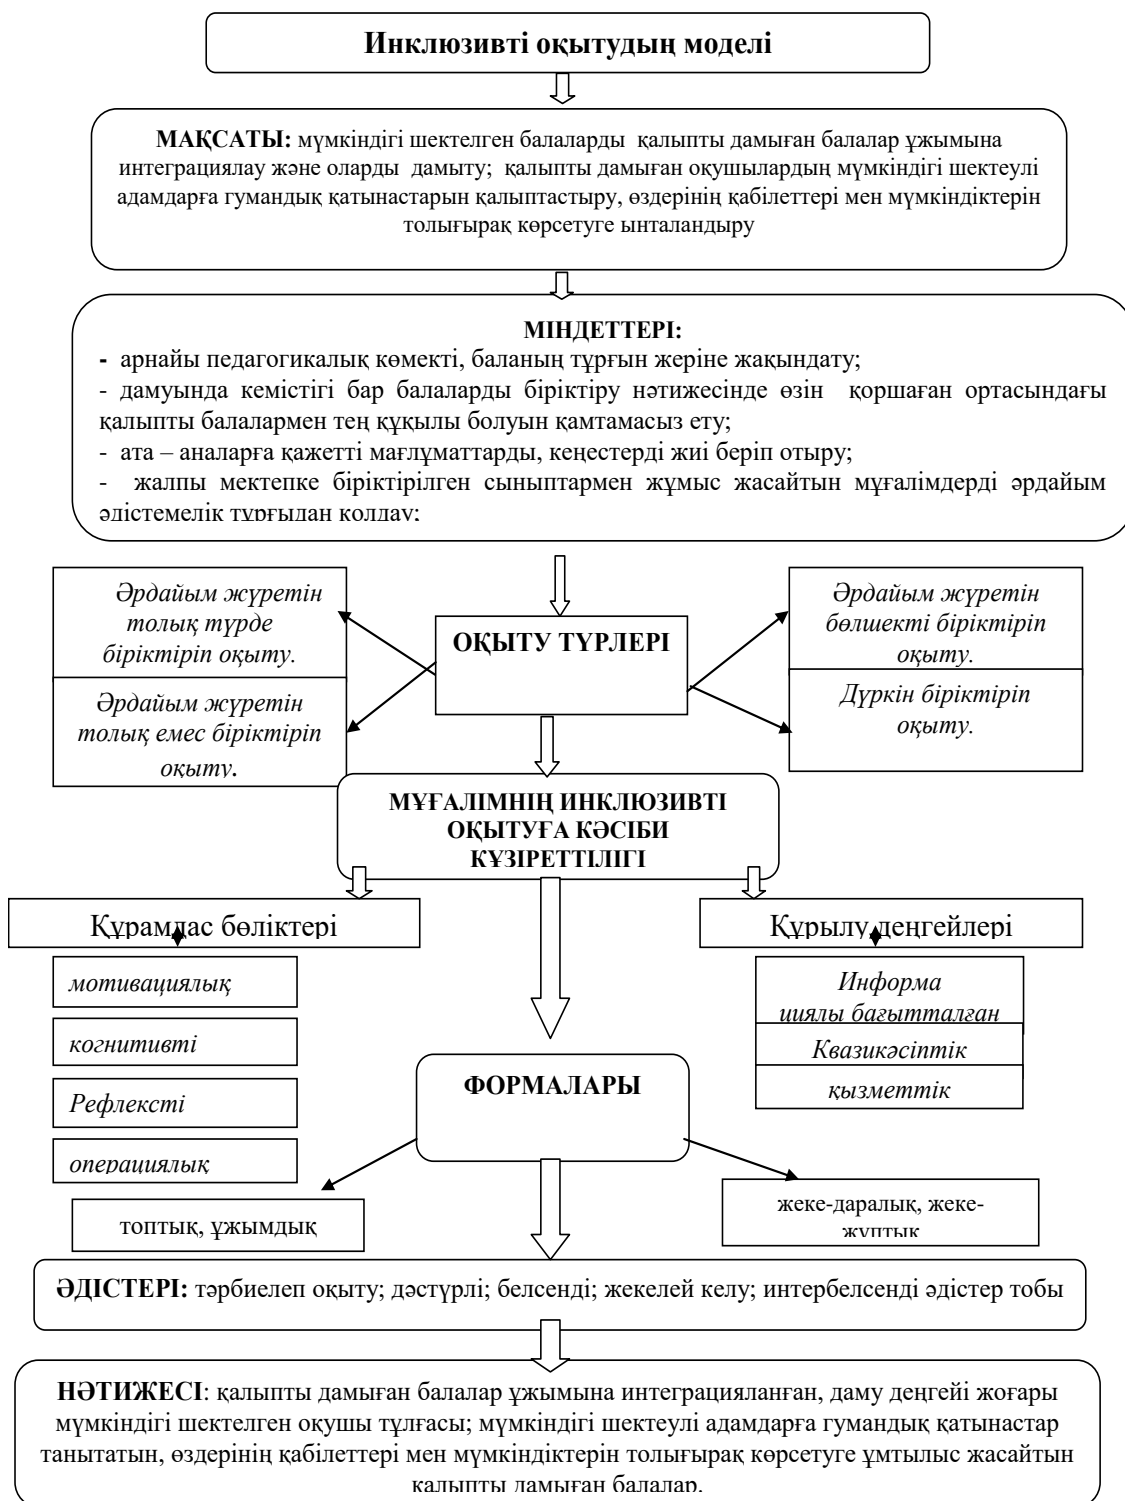 Инклюзивті оқытудың моделі
МАҚСАТЫ: мүмкіндігі шектелген балаларды қалыпты дамыған балалар ұжымына
интеграциялау және оларды дамыту; қалыпты дамыған оқушылардың мүмкіндігі шектеулі
адамдарға гумандық қатынастарын қалыптастыру, өздерінің қабілеттері мен мүмкіндіктерін
толығырақ көрсетуге ынталандыру
МІНДЕТТЕРІ:
- арнайы педагогикалық көмекті, баланың тұрғын жеріне жақындату;
- дамуында кемістігі бар балаларды біріктіру нәтижесінде өзін қоршаған ортасындағы
қалыпты балалармен тең құқылы болуын қамтамасыз ету;
- ата – аналарға қажетті мағлұматтарды, кеңестерді жиі беріп отыру;
- жалпы мектепке біріктірілген сыныптармен жұмыс жасайтын мұғалімдерді әрдайым
әдістемелік тұрғыдан қолдау;
Әрдайым жүретін
толық түрде
біріктіріп оқыту.
Әрдайым жүретін
толық емес біріктіріп
оқыту.
ОҚЫТУ ТҮРЛЕРІ
Әрдайым жүретін
бөлшекті біріктіріп
оқыту.
Дүркін біріктіріп
оқыту.
МҰҒАЛІМНІҢ ИНКЛЮЗИВТІ
ОҚЫТУҒА КӘСІБИ
КҰЗІРЕТТІЛІГІ
Құрамдас бөліктері
мотивациялық
когнитивті
Рефлексті
операциялық
Құрылу деңгейлері
Информа
циялы бағытталған
Квазикәсіптік
қызметтік
ФОРМАЛАРЫ
топтық, ұжымдық
жеке-даралық, жеке-
жұптық
ӘДІСТЕРІ: тәрбиелеп оқыту; дәстүрлі; белсенді; жекелей келу; интербелсенді әдістер тобы
НӘТИЖЕСІ: қалыпты дамыған балалар ұжымына интеграцияланған, даму деңгейі жоғары
мүмкіндігі шектелген оқушы тұлғасы; мүмкіндігі шектеулі адамдарға гумандық қатынастар
танытатын, өздерінің қабілеттері мен мүмкіндіктерін толығырақ көрсетуге ұмтылыс жасайтын
қалыпты дамыған балалар.